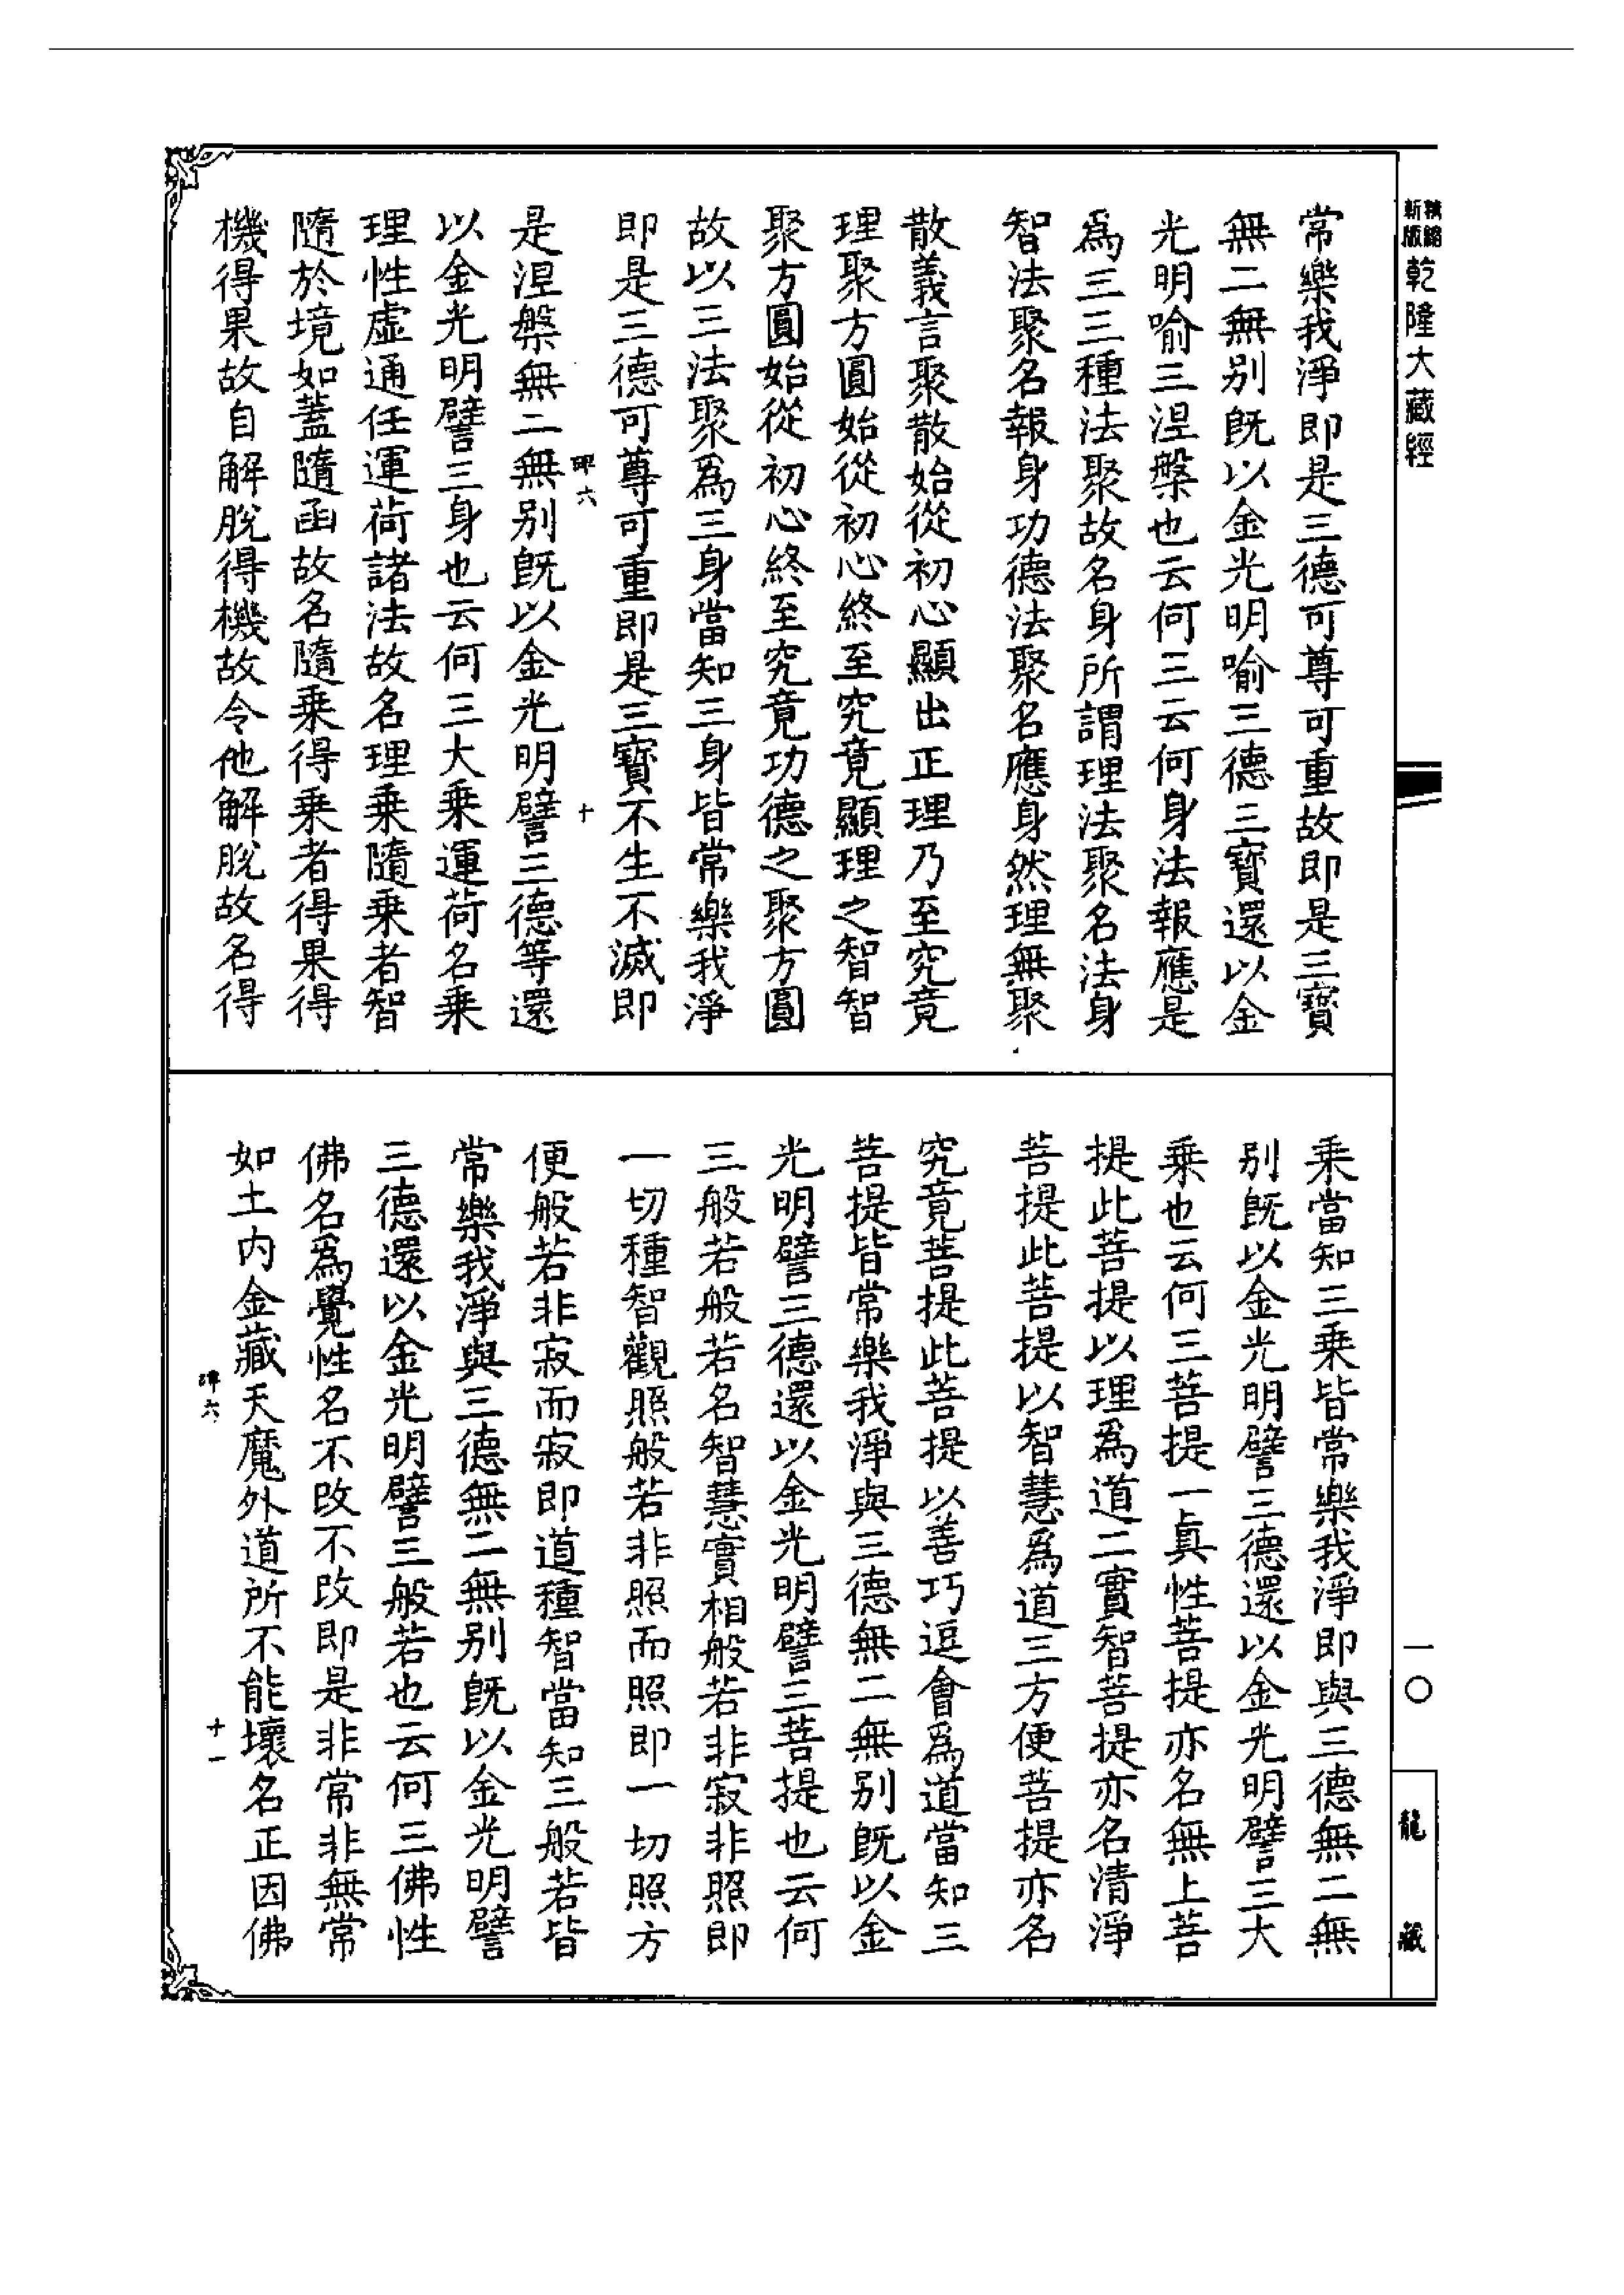 精縮新版乾隆大藏經
常樂我淨即是三德可尊可重故即是三寶
無二無別旣以金光明喻三德三寶還以金
光明喻三涅槃也云何三云何身法報應是
爲三三種法聚故名身所謂理法聚名法身
智法聚名報身功德法聚名應身然理無聚
散義言聚散始從初心顯出正理乃至究竟
理聚方圓始從初心終至究竟顯理之智智
聚方圓始從初心終至究竟功德之聚方圓
故以三法聚爲三身當知三身皆常樂我淨
即是三德可尊可重即是三寶不生不滅即
碑六 十
是涅槃無二無別旣以金光明譬三德等還
以金光明譬三身也云何三大乘運荷名乘
理性虛通任運荷諸法故名理乘隨乘者智
隨於境如蓋隨函故名隨乘得乘者得果得
機得果故自解脫得機故令他解脫故名得
乘當知三乘皆常樂我淨即與三德無二無
別旣以金光明譬三德還以金光明譬三大
乘也云何三菩提一眞性菩提亦名無上菩
提此菩提以理爲道二實智菩提亦名清淨
菩提此菩提以智慧爲道三方便菩提亦名
究竟菩提此菩提以善巧逗會爲道當知三
菩提皆常樂我淨與三德無二無別旣以金
光明譬三德還以金光明譬三菩提也云何
三般若般若名智慧實相般若非寂非照即
一切種智觀照般若非照而照即一切照方
便般若非寂而寂即道種智當知三般若皆
常樂我淨與三德無二無別旣以金光明譬
三德還以金光明譬三般若也云何三佛性
佛名爲覺性名不改不改即是非常非無常
如土內金藏天魔外道所不能壞名正因佛
碑六 十一
一〇
龍藏